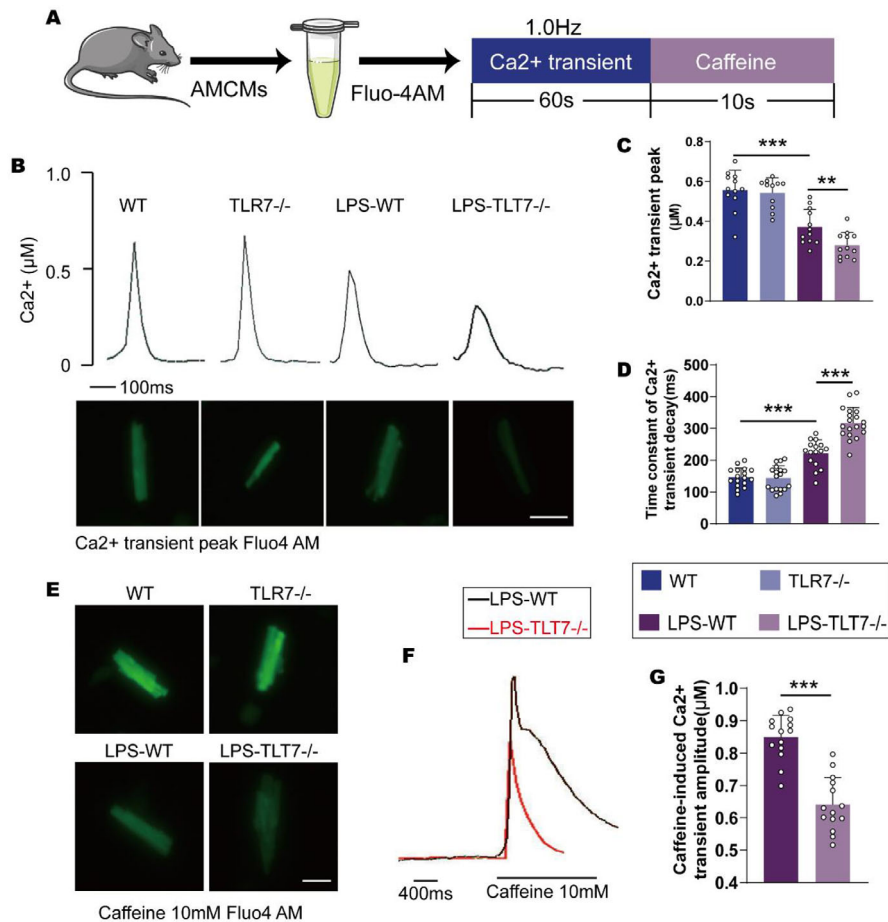 A
AMCMs
Fluo-4AM
1.0Hz
Ca2+ transient
Caffeine
60s
10s
B
1.0
0.5
0
Ca2+ (μM)
WT
TLR7-/-
LPS-WT
LPS-TLT7-/-
100ms
Ca2+ transient peak Fluo4 AM
C
Ca2+ transient peak
(μM)
0.8
0.6
0.4
0.2
0.0
***
**
D
Time constant of Ca2+
transient decay(ms)
500
400
300
200
100
0
***
***
WT
TLR7-/-
LPS-WT
LPS-TLT7-/-
E
WT
TLR7-/-
LPS-WT
LPS-TLT7-/-
Caffeine 10mM Fluo4 AM
LPS-WT
LPS-TLT7-/-
F
400ms
Caffeine 10mM
G
Caffeine-induced Ca2+
transient amplitude(μM)
1.0
0.9
0.8
0.7
0.6
0.5
0.4
***